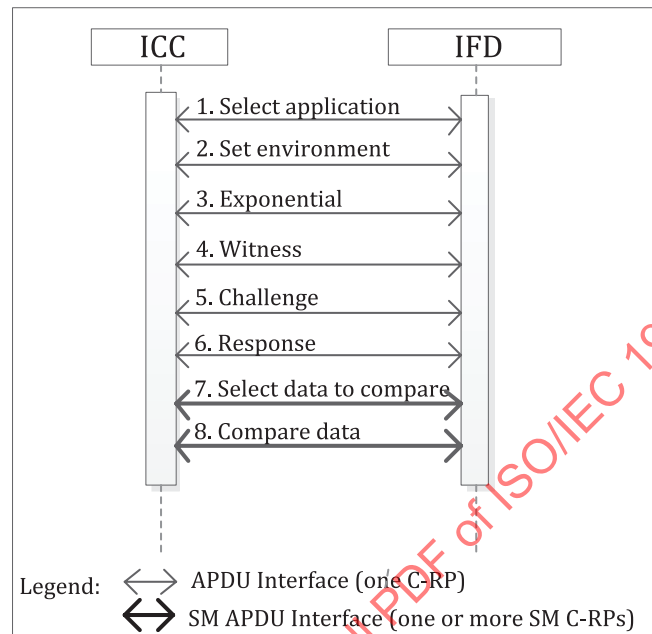 ICC IFD
1. Select application
2. Set environment
3. Exponential
4. Witness
5. Challenge
6. Response
7. Select data to compare
8. Compare data
PDF of ISO/IEC 19
Legend: APDU Interface (one C-RP)
SM APDU Interface (one or more SM C-RPs)